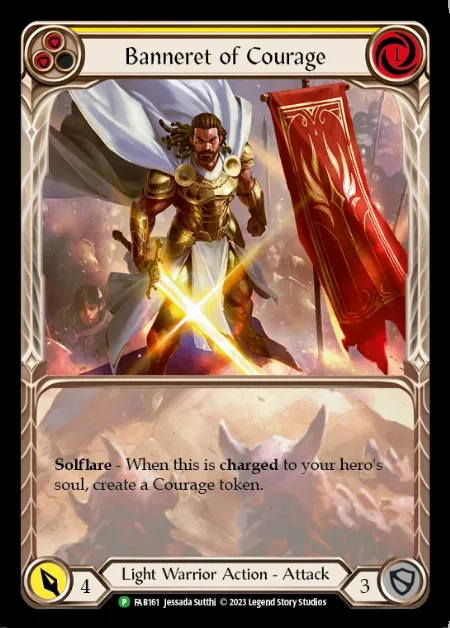 Banneret of Courage
1
Solflare - When this is charged to your hero's
soul, create a Courage token.
4
Light Warrior Action - Attack
3
P FAB161 Jessada Sutthi © 2023 Legend Story Studios